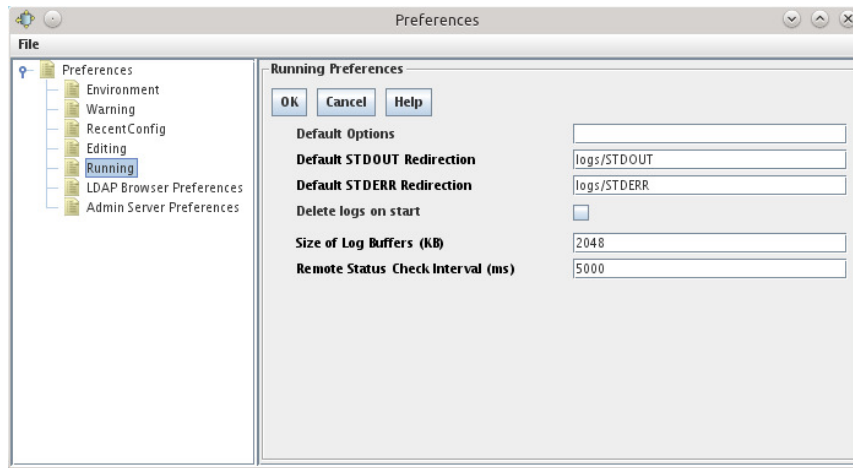 Preferences
File
Preferences
Environment
Warning
RecentConfig
Editing
Running
LDAP Browser Preferences
Admin Server Preferences
Running Preferences
OK Cancel Help
Default Options
Default STDOUT Redirection logs/STDOUT
Default STDERR Redirection logs/STDERR
Delete logs on start
Size of Log Buffers (KB) 2048
Remote Status Check Interval (ms) 5000